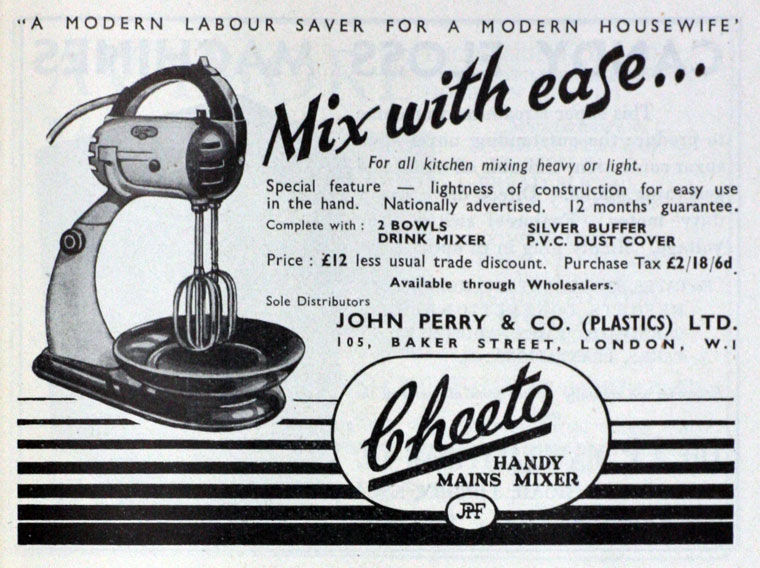 "A MODERN LABOUR SAVER FOR A MODERN HOUSEWIFE'
Mix with ease...
For all kitchen mixing heavy or light.
Special feature — lightness of construction for easy use
in the hand. Nationally advertised. 12 months' guarantee.
Complete with : 2 BOWLS SILVER BUFFER
DRINK MIXER P.V.C. DUST COVER
Price : £12 less usual trade discount. Purchase Tax £2/18/6d
Available through Wholesalers.
Sole Distributors
JOHN PERRY & CO. (PLASTICS) LTD.
105, BAKER STREET, LONDON, W.1
Cheeto
HANDY
MAINS MIXER
JPF
CANDY FLOSS MACHINES